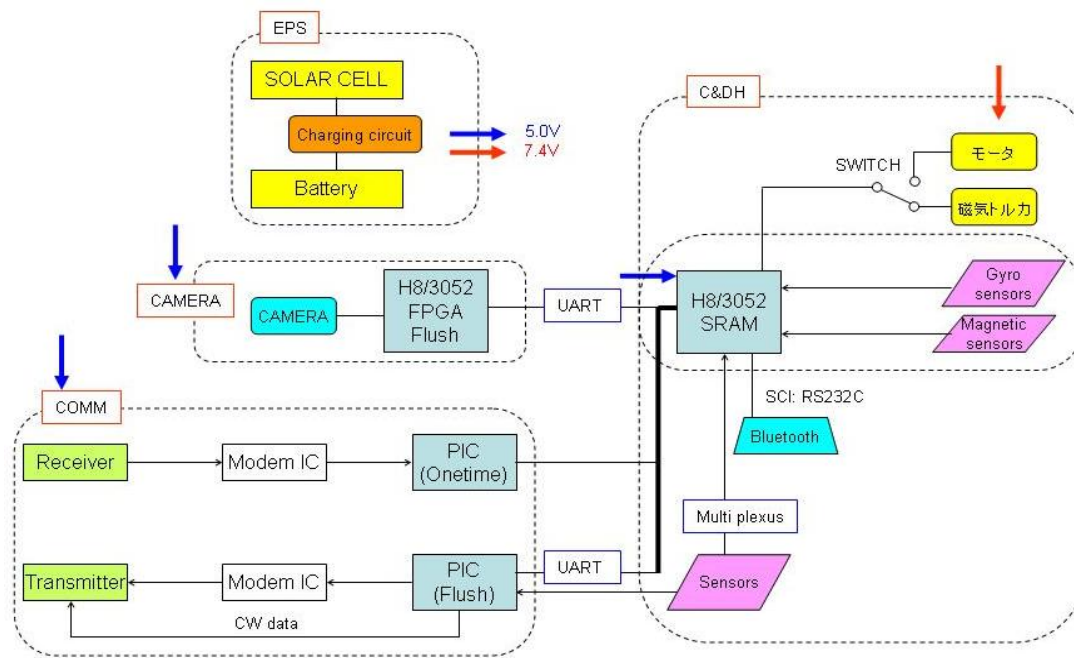 EPS
SOLAR CELL
Charging circuit
Battery
5.0V
7.4V
C&DH
SWITCH
モータ
磁気トルカ
CAMERA
CAMERA
H8/3052
FPGA
Flush
UART
H8/3052
SRAM
Gyro
sensors
Magnetic
sensors
SCI: RS232C
Bluetooth
COMM
Receiver
Modem IC
PIC
(Onetime)
Multi plexus
Transmitter
Modem IC
PIC
(Flush)
UART
Sensors
CW data